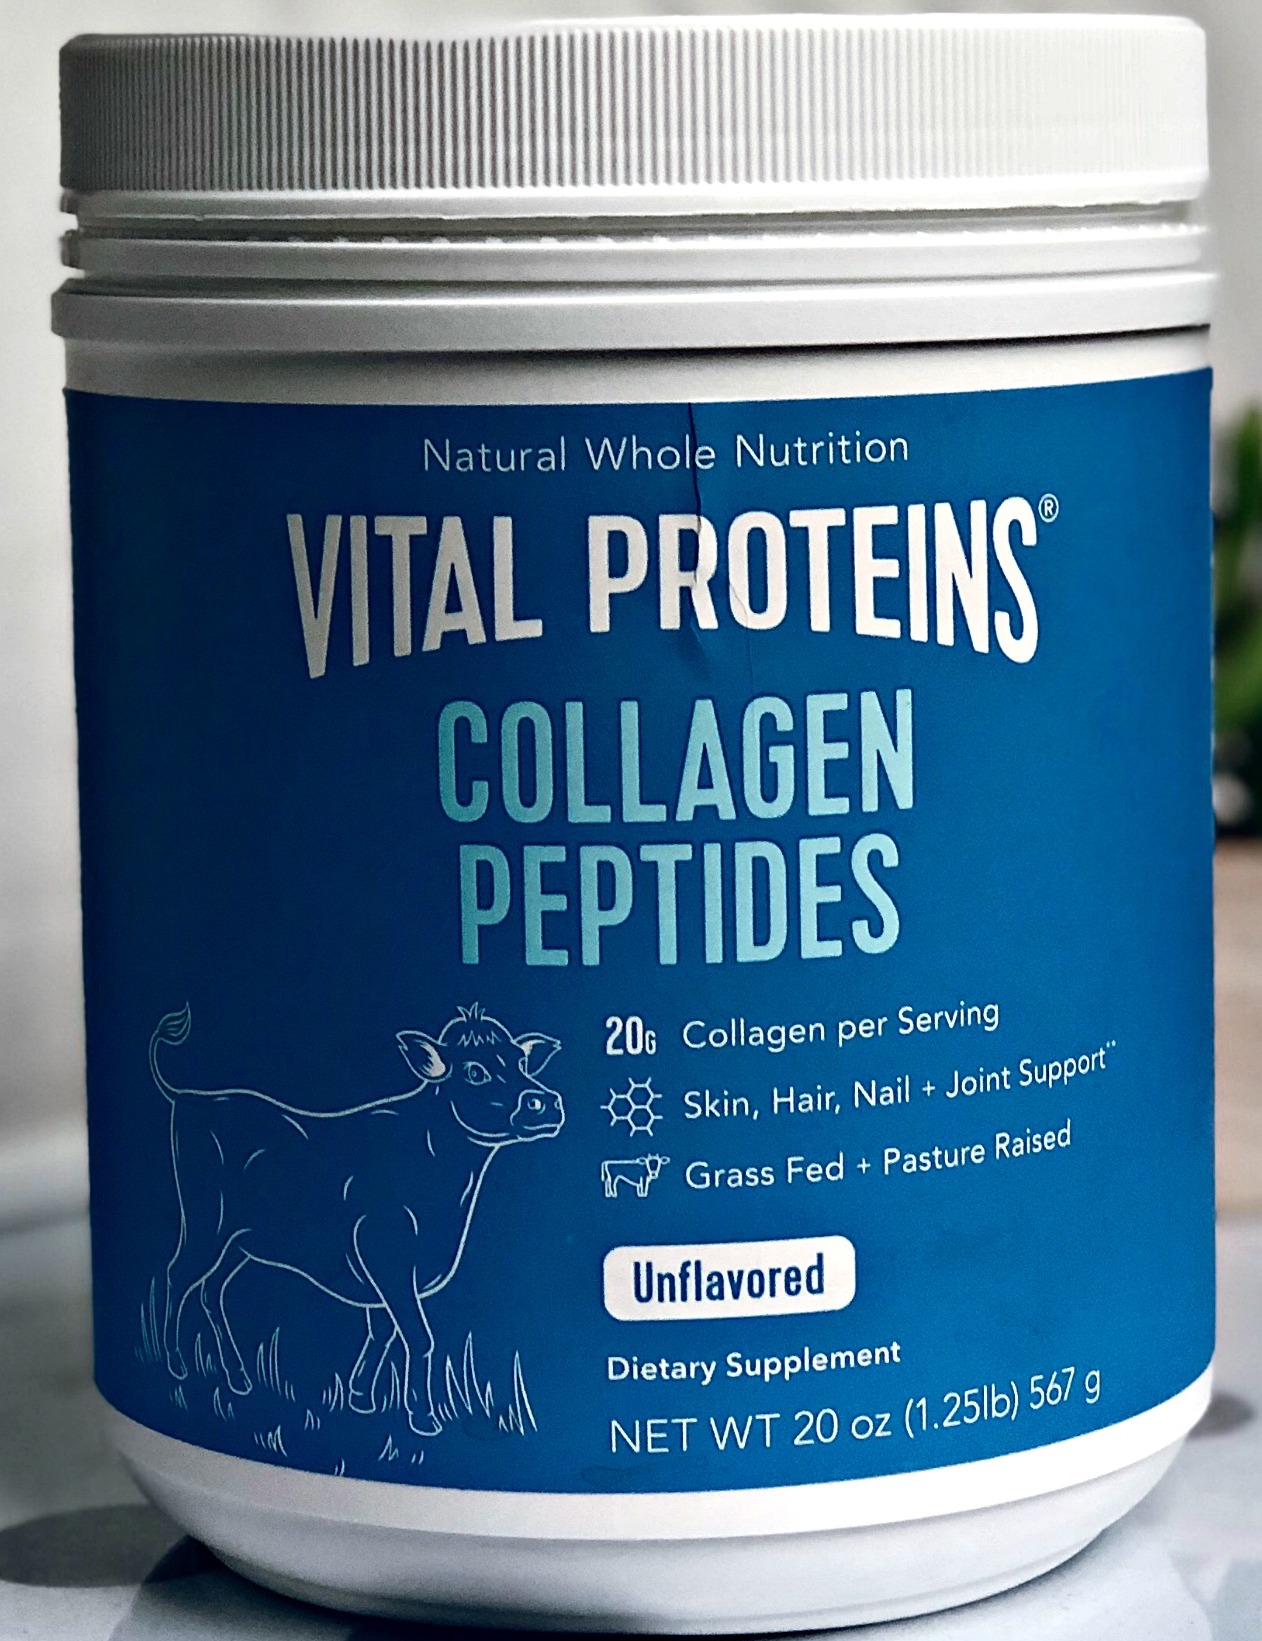 Natural Whole Nutrition
VITAL PROTEINS®
COLLAGEN
PEPTIDES
20G Collagen per Serving
Skin, Hair, Nail + Joint Support**
Grass Fed + Pasture Raised
Unflavored
Dietary Supplement
NET WT 20 oz (1.25lb) 567 g